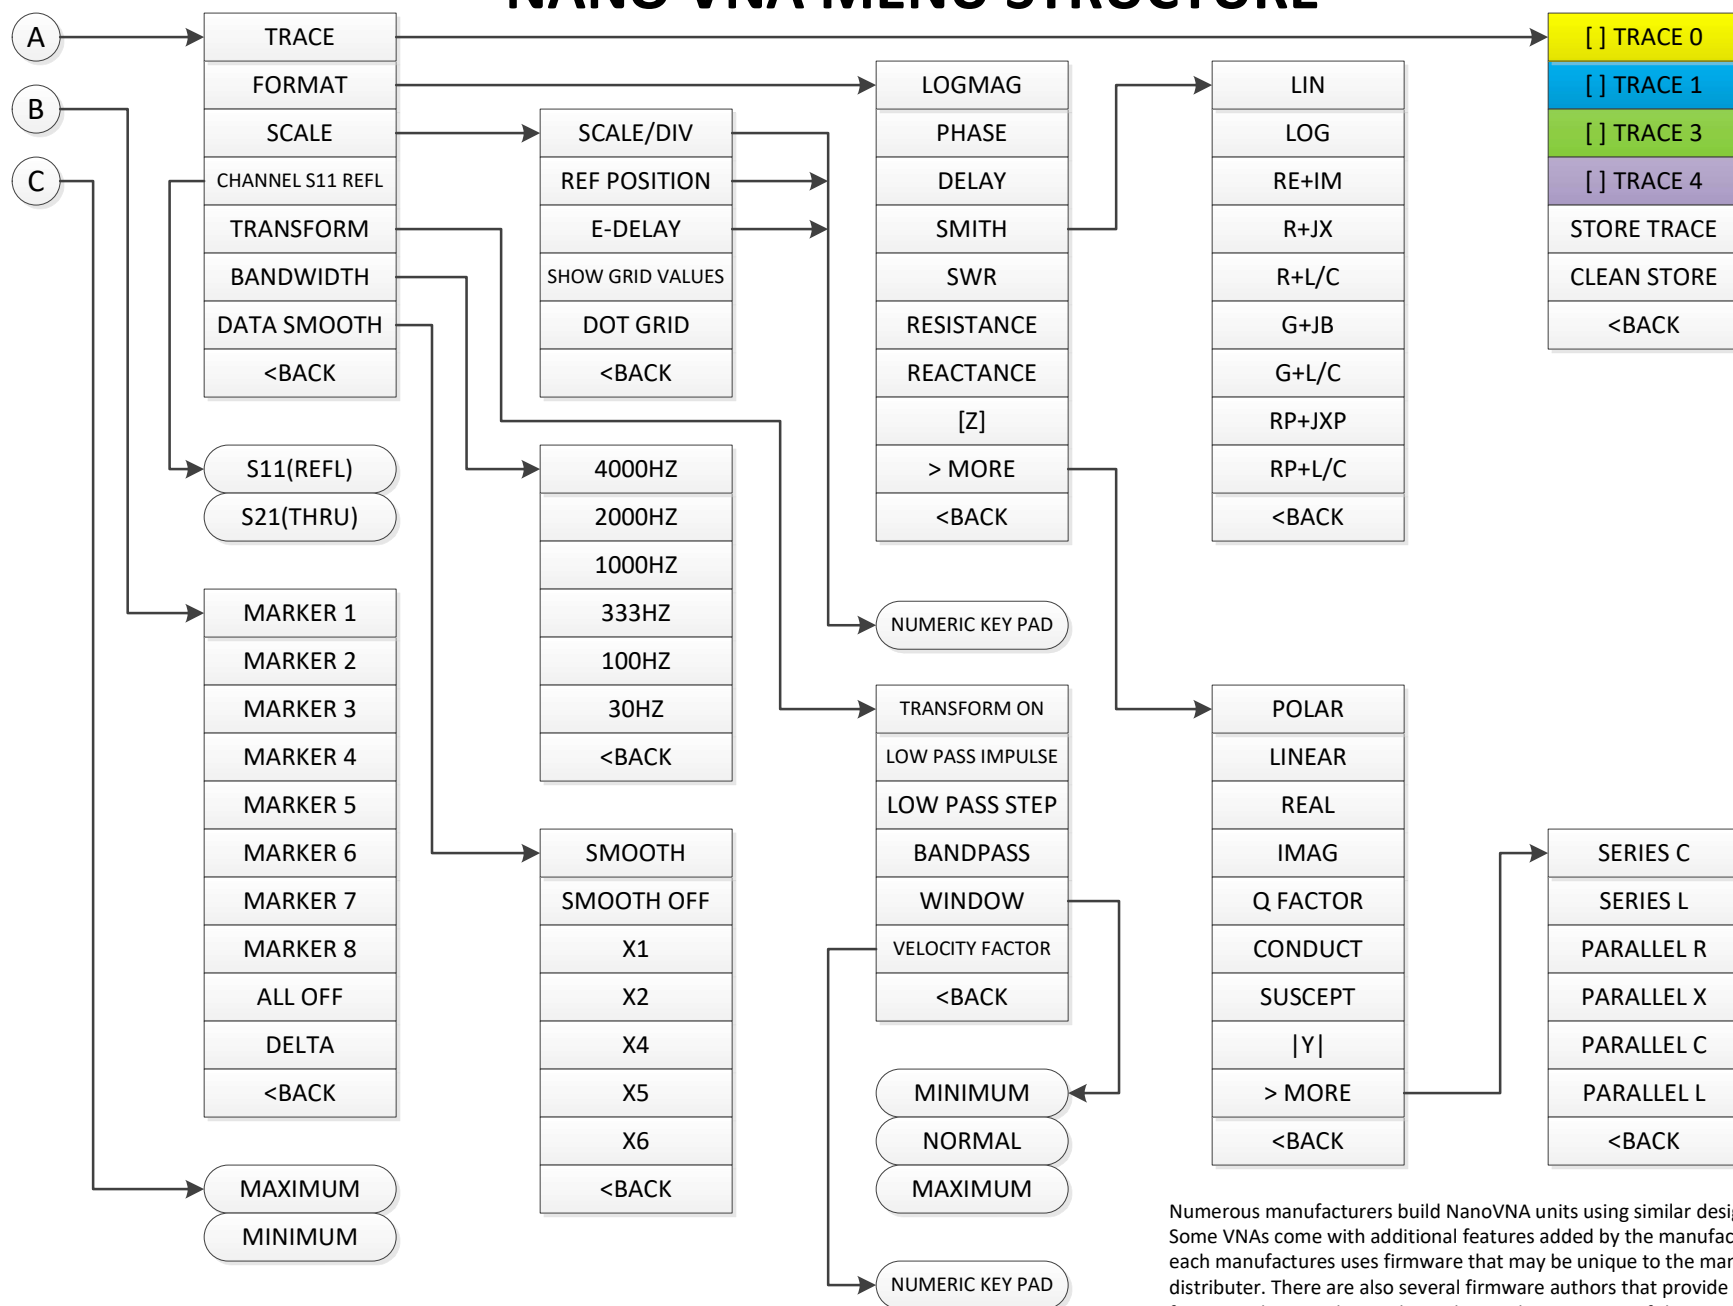 NANO VNA MENU STRUCTURE
A
B
C
TRACE
FORMAT
SCALE
CHANNEL S11 REFL
TRANSFORM
BANDWIDTH
DATA SMOOTH
<BACK
S11(REFL)
S21(THRU)
MARKER 1
MARKER 2
MARKER 3
MARKER 4
MARKER 5
MARKER 6
MARKER 7
MARKER 8
ALL OFF
DELTA
<BACK
MAXIMUM
MINIMUM
SCALE/DIV
REF POSITION
E-DELAY
SHOW GRID VALUES
DOT GRID
<BACK
4000HZ
2000HZ
1000HZ
333HZ
100HZ
30HZ
<BACK
SMOOTH
SMOOTH OFF
X1
X2
X4
X5
X6
<BACK
LOGMAG
PHASE
DELAY
SMITH
SWR
RESISTANCE
REACTANCE
[Z]
> MORE
<BACK
NUMERIC KEY PAD
TRANSFORM ON
LOW PASS IMPULSE
LOW PASS STEP
BANDPASS
WINDOW
VELOCITY FACTOR
<BACK
MINIMUM
NORMAL
MAXIMUM
NUMERIC KEY PAD
LIN
LOG
RE+IM
R+JX
R+L/C
G+JB
G+L/C
RP+JXP
RP+L/C
<BACK
POLAR
LINEAR
REAL
IMAG
Q FACTOR
CONDUCT
SUSCEPT
|Y|
> MORE
<BACK
[ ] TRACE 0
[ ] TRACE 1
[ ] TRACE 3
[ ] TRACE 4
STORE TRACE
CLEAN STORE
<BACK
SERIES C
SERIES L
PARALLEL R
PARALLEL X
PARALLEL C
PARALLEL L
<BACK
Numerous manufacturers build NanoVNA units using similar
Some VNAs come with additional features added by the
each manufactures uses firmware that may be unique to the
distributer. There are also several firmware authors that provide